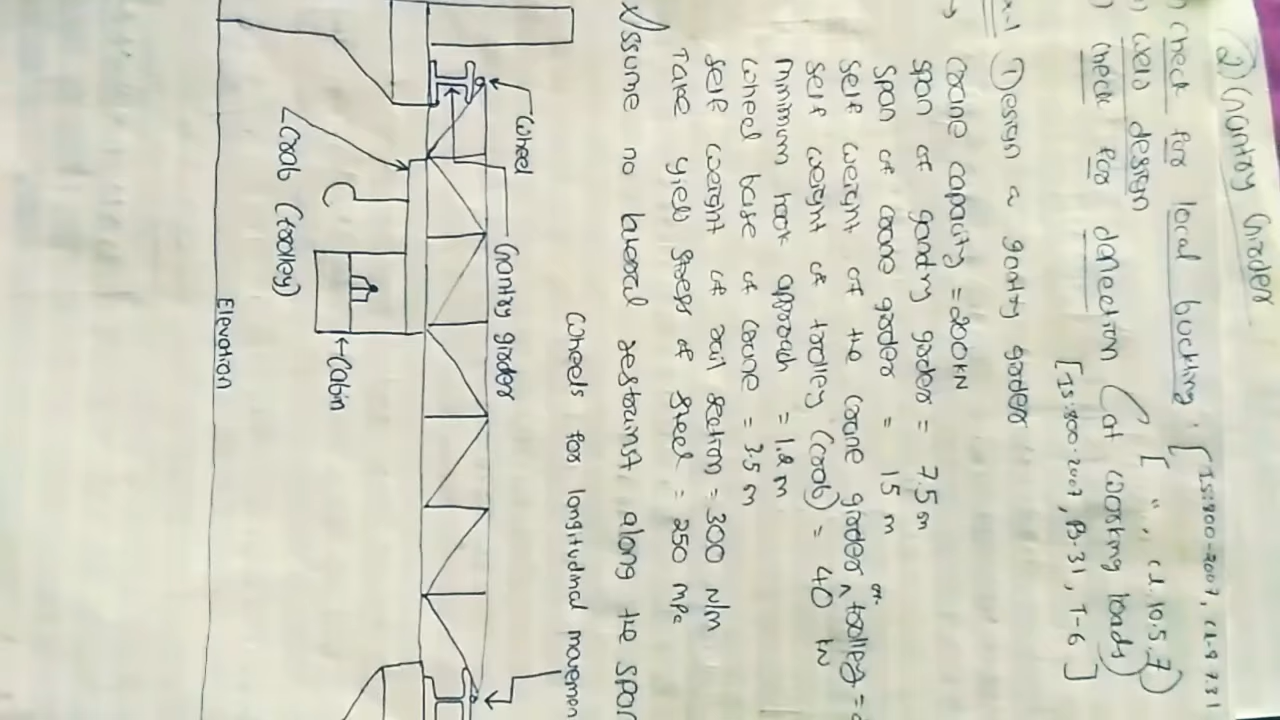 2) Gantry Girder
) check for local buckling. [IS:800-2007, cl-8.7.3.1
) weld design [ " , cl. 10.5.7)
) check for deflection (at working loads)
[IS:800-2007, P-31, T-6]
x-1 ① Design a gantry girder
Crane capacity = 200 KN
span of gantry girder = 7.5 m
span of crane girder = 15 m
self weight of the crane girder trolley =
self weight of trolley (crab) = 40 kN
minimum hook approach = 1.2 m
wheel base of crane = 3.5 m
self weight of rail section = 300 N/m
Take yield stress of steel = 250 MPa
Assume no lateral restraint along the span
wheels for longitudinal movemen
Wheel
Gantry girder
Crab (trolley)
Cabin
Elevation